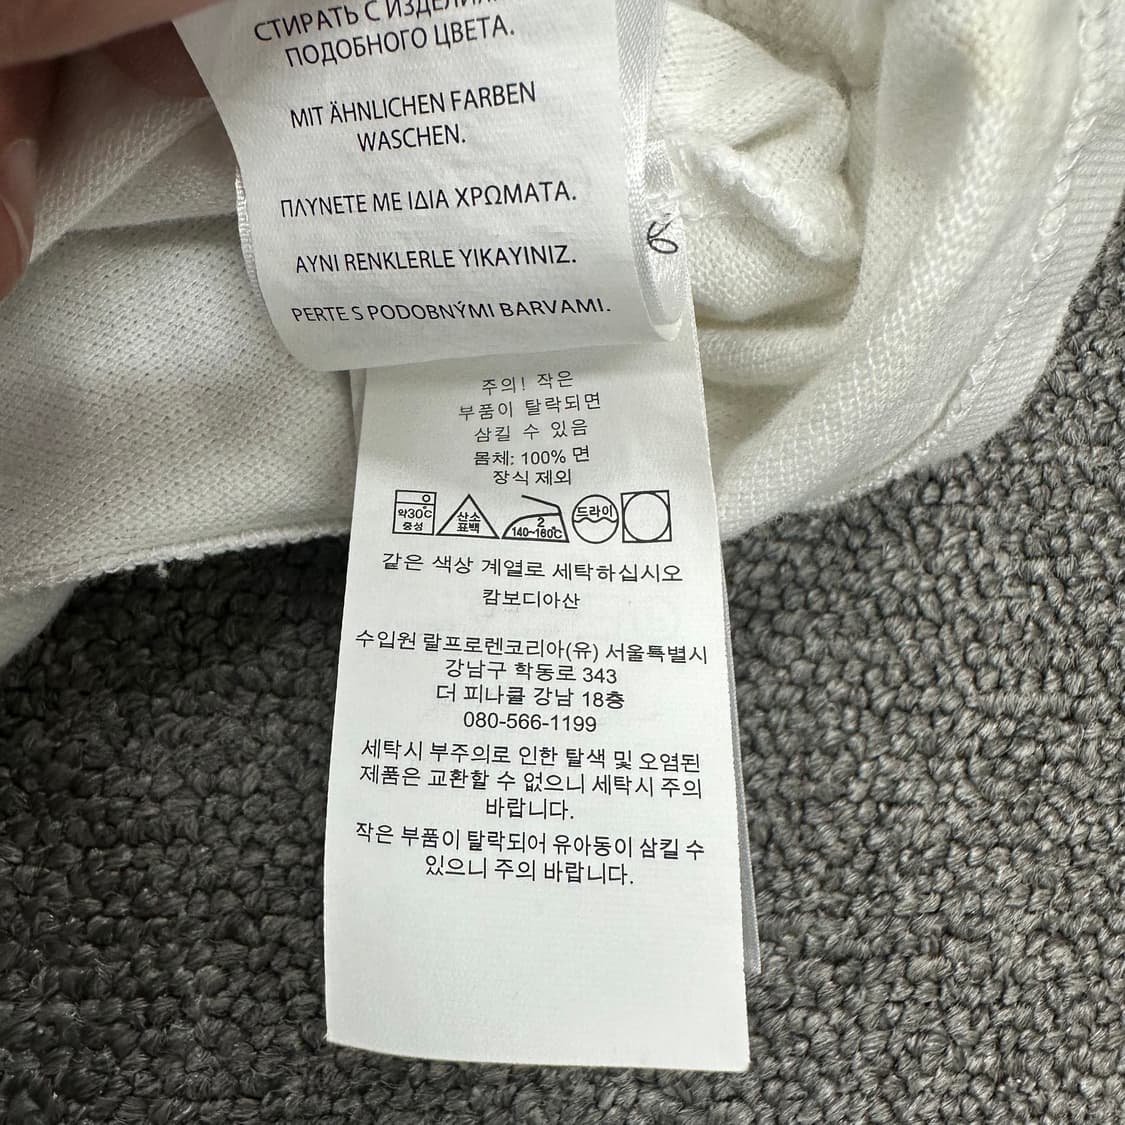 СТИРАТЬ С
ПОДОБНОГО ЦВЕТА.
MIT ÄHNLICHEN FARBEN
WASCHEN.
ΠΛΥΝΕΤΕ ΜΕ ΙΔΙΑ ΧΡΩΜΑΤΑ.
AYNI RENKLERLE YIKAYINIZ.
PERTE S PODOBNÝMI BARVAMI.
6
주의! 작은
부품이 탈락되면
삼킬 수 있음
몸체: 100% 면
장식 제외
약30℃
중성
산소
표백
2
140~160℃
드라이
같은 색상 계열로 세탁하십시오
캄보디아산
수입원 랄프로렌코리아(유) 서울특별시
강남구 학동로 343
더 피나클 강남 18층
080-566-1199
세탁시 부주의로 인한 탈색 및 오염된
제품은 교환할 수 없으니 세탁시 주의
바랍니다.
작은 부품이 탈락되어 유아동이 삼킬 수
있으니 주의 바랍니다.